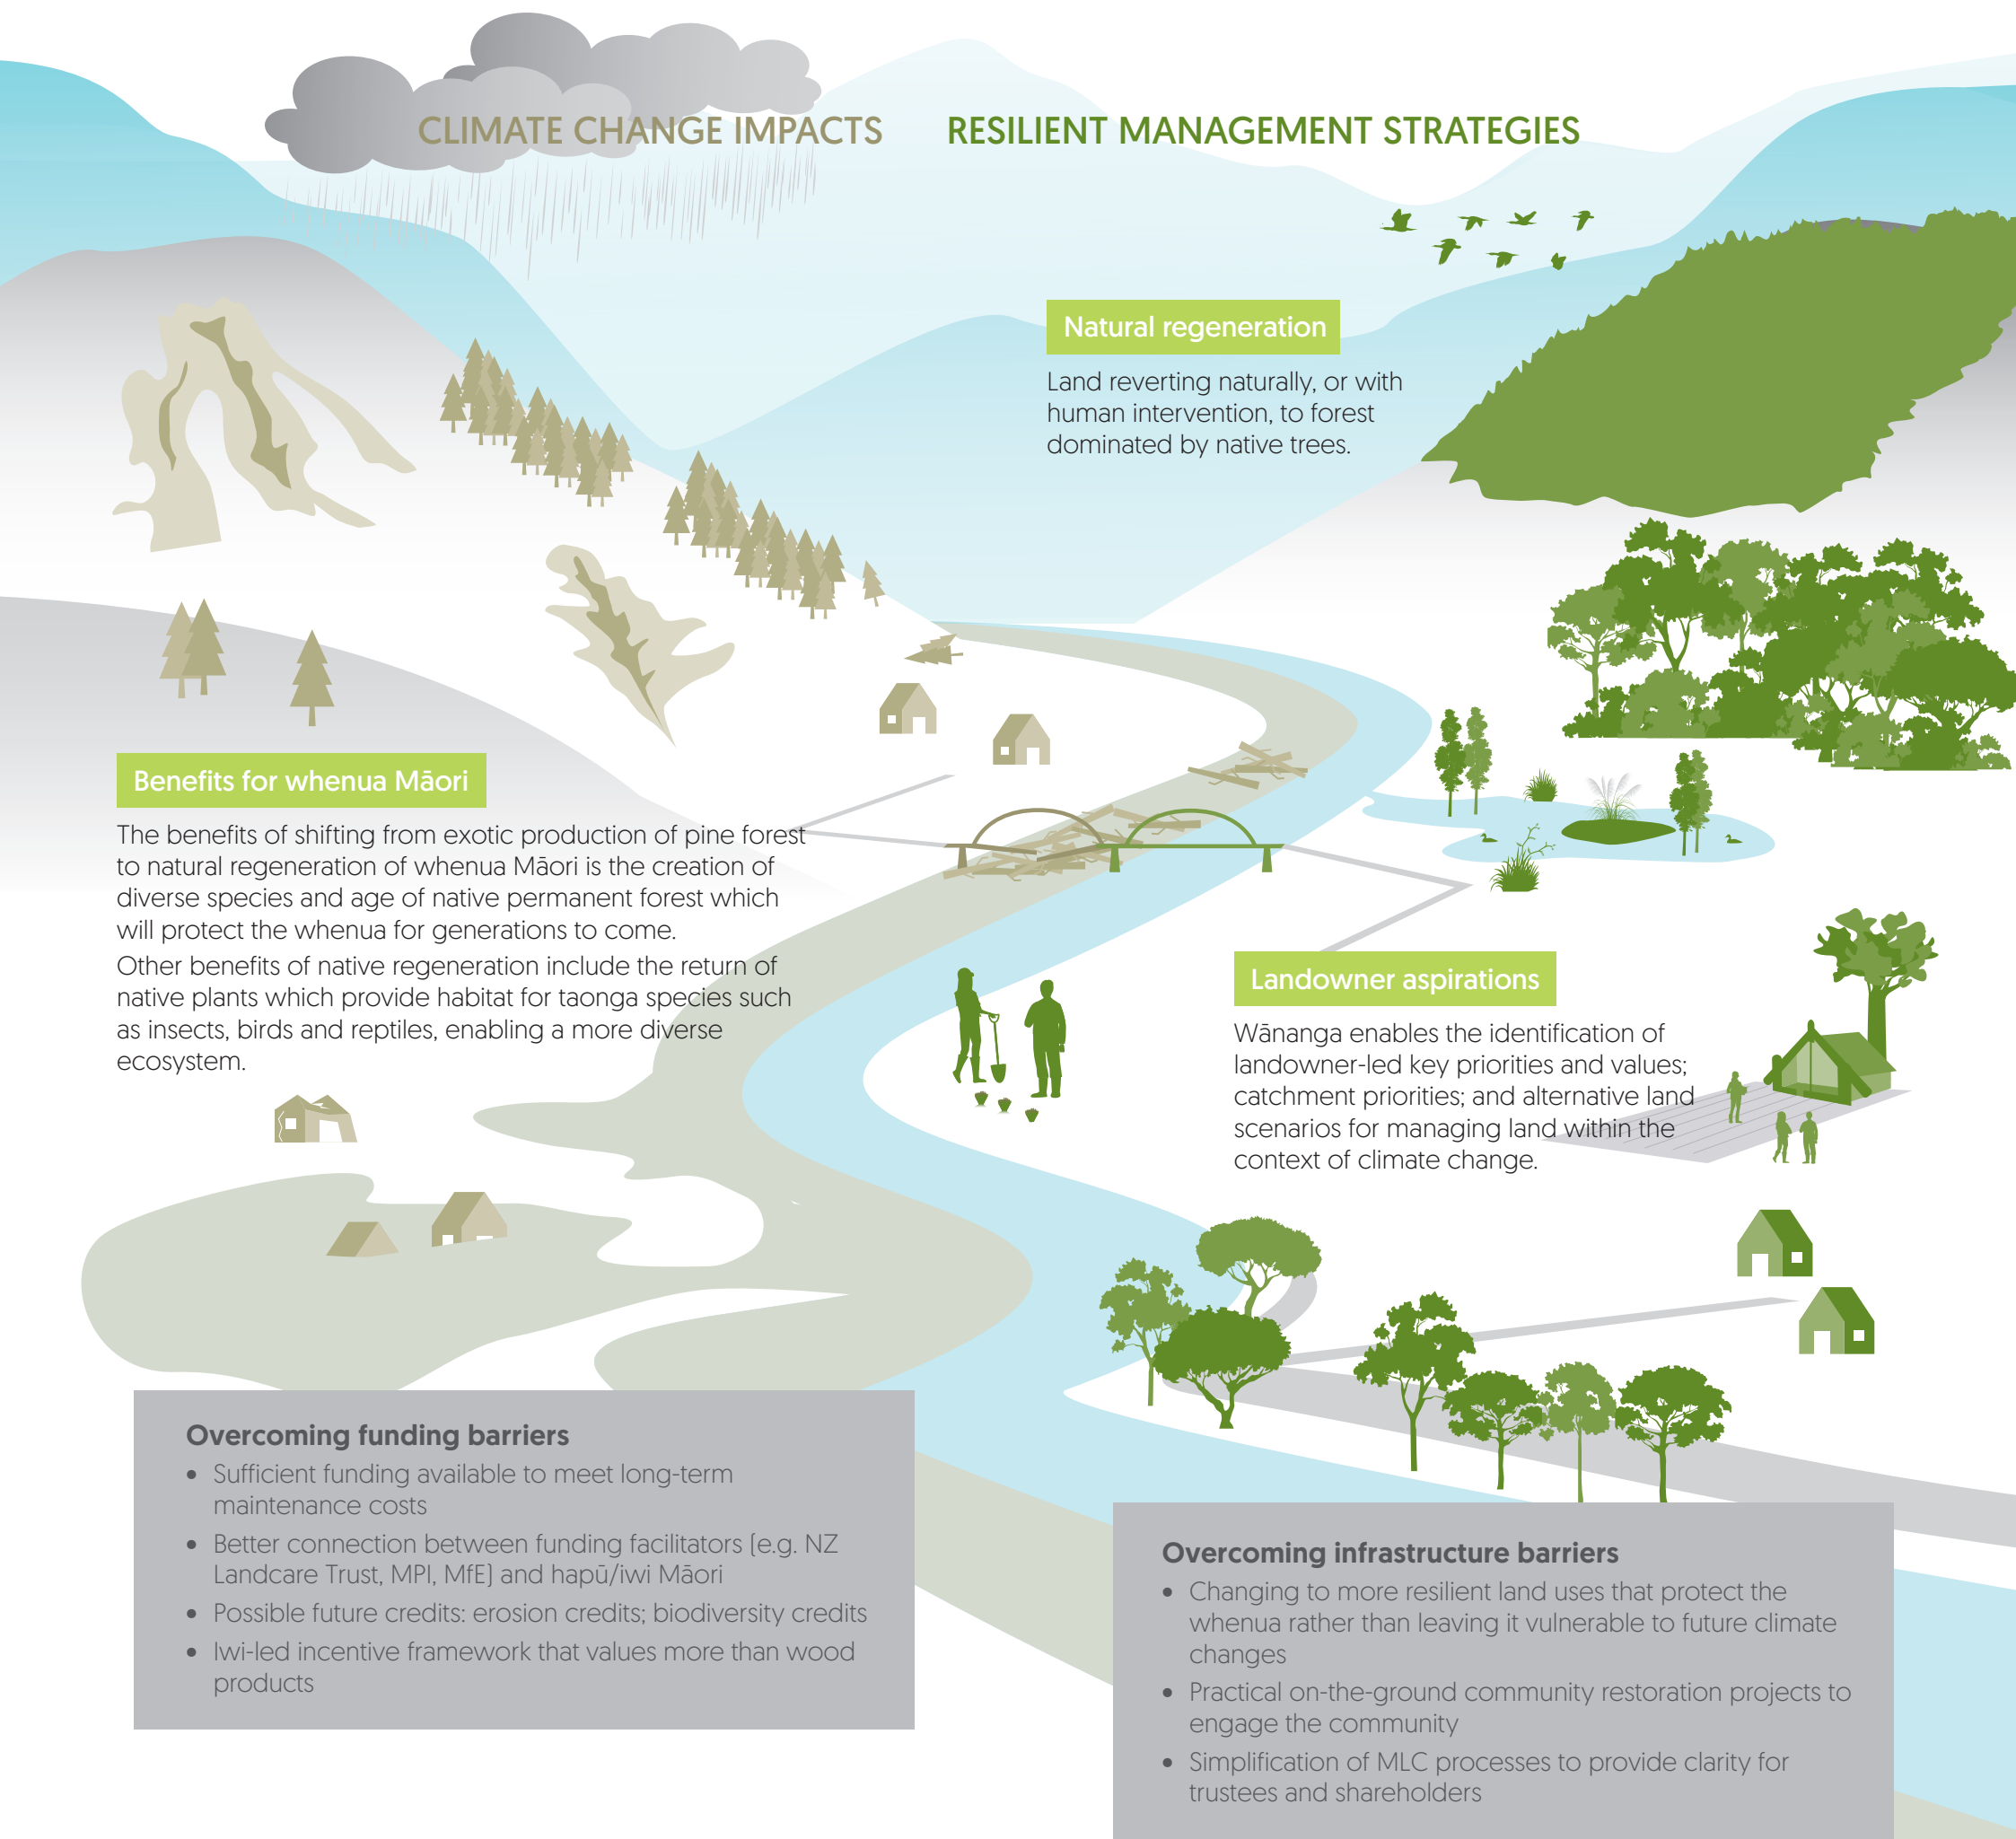 CLIMATE CHANGE IMPACTS
RESILIENT MANAGEMENT STRATEGIES
Natural regeneration
Land reverting naturally, or with
human intervention, to forest
dominated by native trees.
Benefits for whenua Māori
The benefits of shifting from exotic production of pine forest
to natural regeneration of whenua Māori is the creation of
diverse species and age of native permanent forest which
will protect the whenua for generations to come.
Other benefits of native regeneration include the return of
native plants which provide habitat for taonga species such
as insects, birds and reptiles, enabling a more diverse
ecosystem.
Landowner aspirations
Wānanga enables the identification of
landowner-led key priorities and values;
catchment priorities; and alternative land
scenarios for managing land within the
context of climate change.
Overcoming funding barriers
• Sufficient funding available to meet long-term
maintenance costs
• Better connection between funding facilitators (e.g. NZ
Landcare Trust, MPI, MfE) and hapū/iwi Māori
• Possible future credits: erosion credits; biodiversity credits
• Iwi-led incentive framework that values more than wood
products
Overcoming infrastructure barriers
• Changing to more resilient land uses that protect the
whenua rather than leaving it vulnerable to future climate
changes
• Practical on-the-ground community restoration projects to
engage the community
• Simplification of MLC processes to provide clarity for
trustees and shareholders